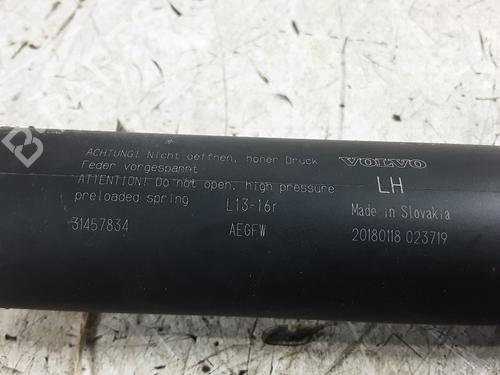 ACHTUNG! Nicht oeffnen, hoher Druck
Feder vorgespannt
ATTENTION! Do not open, high pressure
preloaded spring
L13-16r
31457834
AEGFW
VOLVO
LH
Made in Slovakia
20180118 023719
B